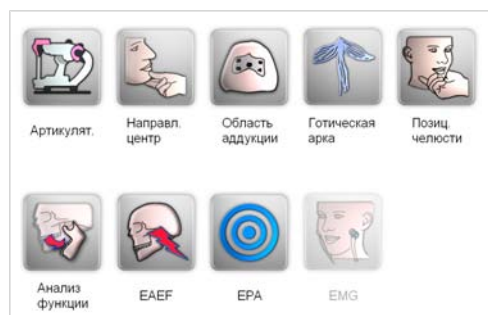 Артикулят.
Направл.
центр
Область
аддукции
Готическая
арка
Позиц.
челюсти
Анализ
функции
EAEF
EPA
EMG